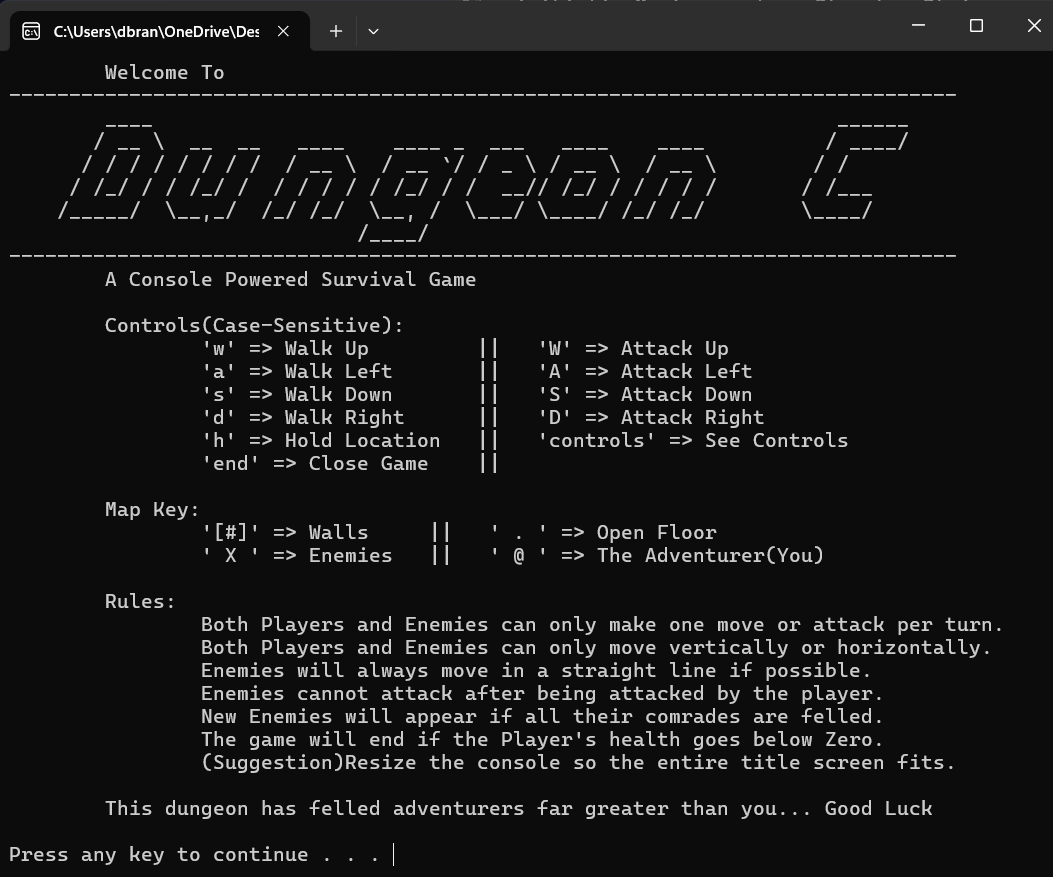 C:\Users\dbran\OneDrive\Des
Welcome To
Dungeon C
A Console Powered Survival Game
Controls(Case-Sensitive):
'w' => Walk Up || 'W' => Attack Up
'a' => Walk Left || 'A' => Attack Left
's' => Walk Down || 'S' => Attack Down
'd' => Walk Right || 'D' => Attack Right
'h' => Hold Location || 'controls' => See Controls
'end' => Close Game ||
Map Key:
'[#]' => Walls || ' . ' => Open Floor
' X ' => Enemies || ' @ ' => The Adventurer(You)
Rules:
Both Players and Enemies can only make one move or attack per turn.
Both Players and Enemies can only move vertically or horizontally.
Enemies will always move in a straight line if possible.
Enemies cannot attack after being attacked by the player.
New Enemies will appear if all their comrades are felled.
The game will end if the Player's health goes below Zero.
(Suggestion)Resize the console so the entire title screen fits.
This dungeon has felled adventurers far greater than you... Good Luck
Press any key to continue . . .